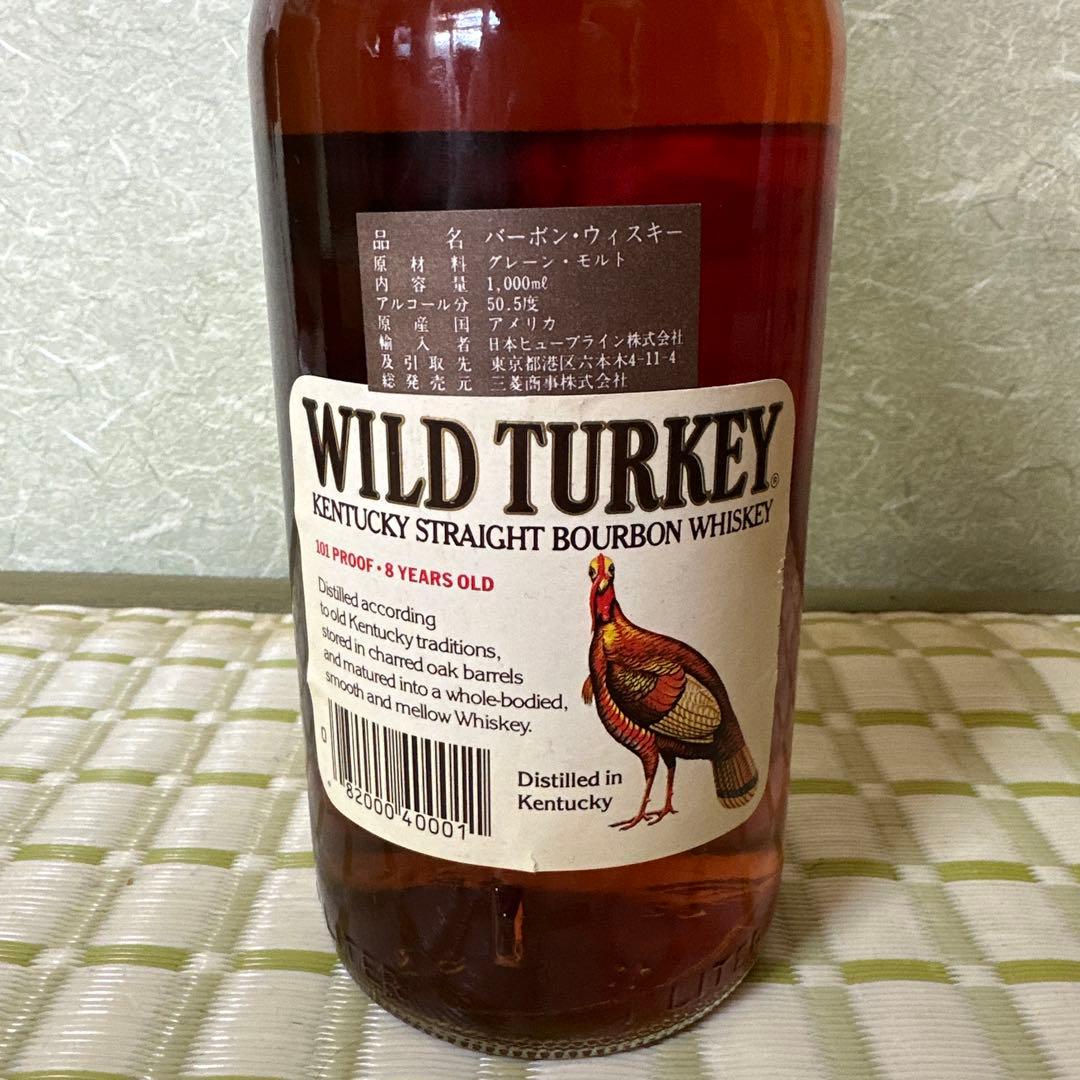 品名 バーボン・ウィスキー
原材料 グレーン・モルト
内容量 1,000mℓ
アルコール分 50.5度
原産国 アメリカ
輸入者 日本ヒューブライン株式会社
及引取先 東京都港区六本木4-11-4
総発売元 三菱商事株式会社
WILD TURKEY®
KENTUCKY STRAIGHT BOURBON WHISKEY
101 PROOF • 8 YEARS OLD
Distilled according
to old Kentucky traditions,
stored in charred oak barrels
and matured into a whole-bodied,
smooth and mellow Whiskey.
Distilled in
Kentucky
0 82000 40001
LITER